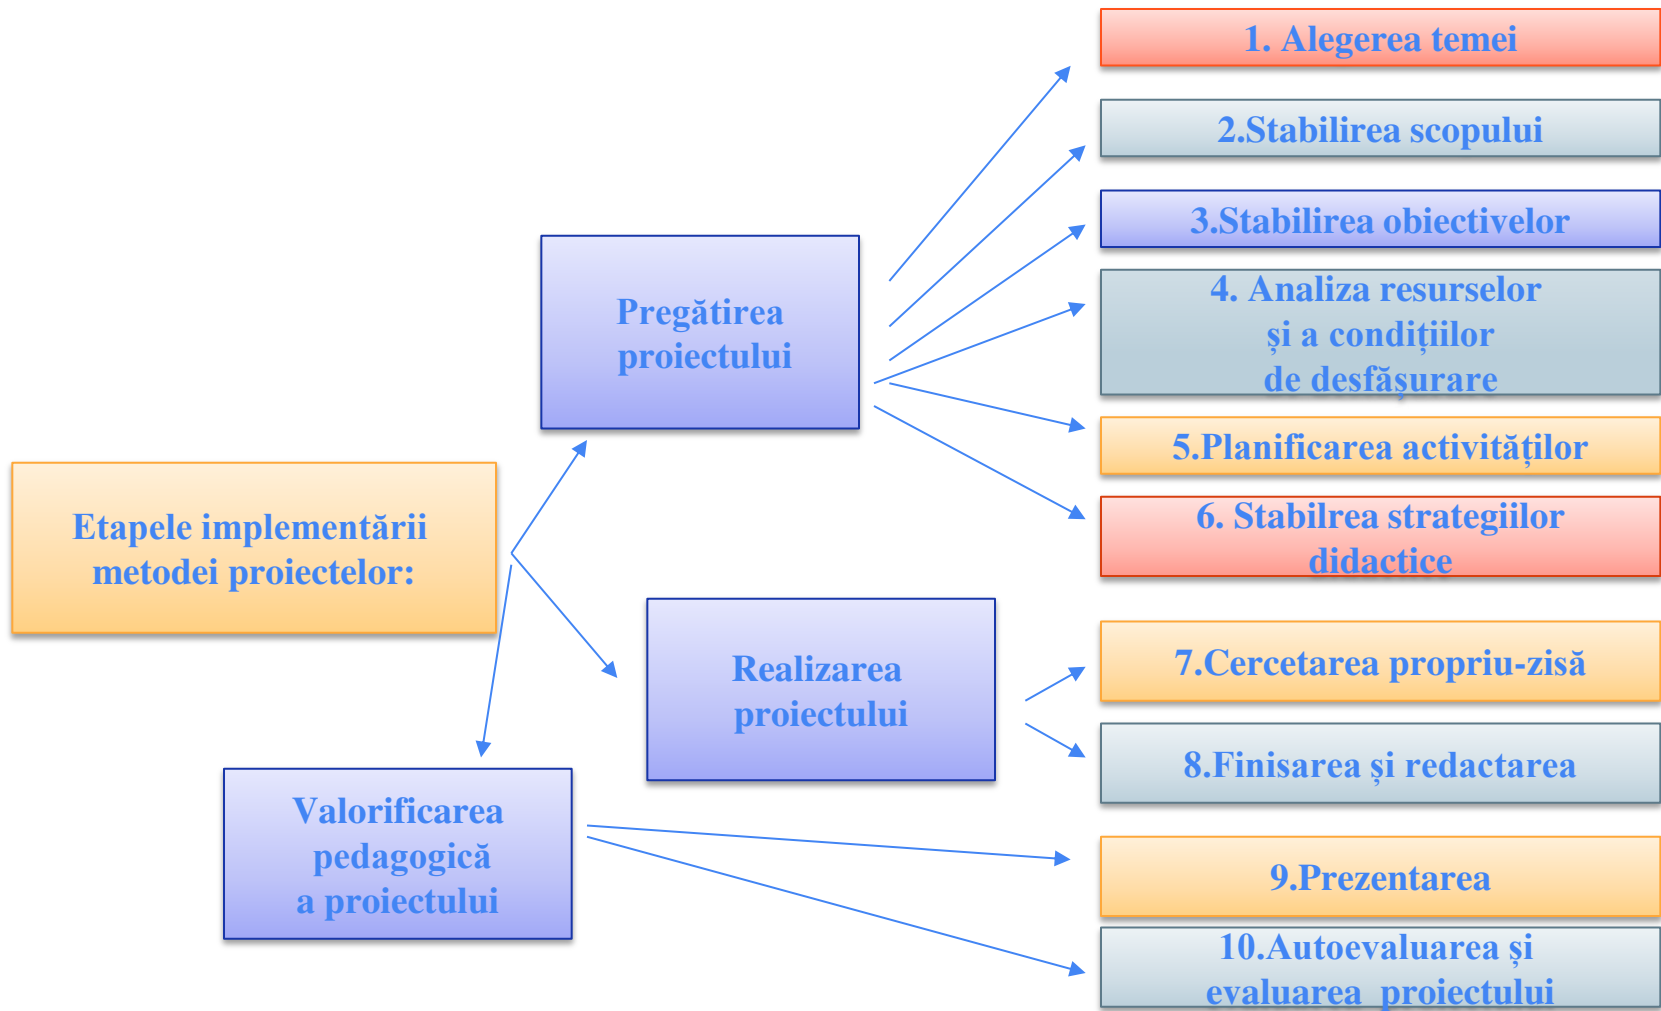 Etapele implementării
metodei proiectelor:
Pregătirea
proiectului
1. Alegerea temei
2.Stabilirea scopului
3.Stabilirea obiectivelor
4. Analiza resurselor
și a condițiilor
de desfășurare
5.Planificarea activităților
6. Stabilrea strategiilor
didactice
Realizarea
proiectului
7.Cercetarea propriu-zisă
8.Finisarea și redactarea
Valorificarea
pedagogică
a proiectului
9.Prezentarea
10.Autoevaluarea și
evaluarea proiectului